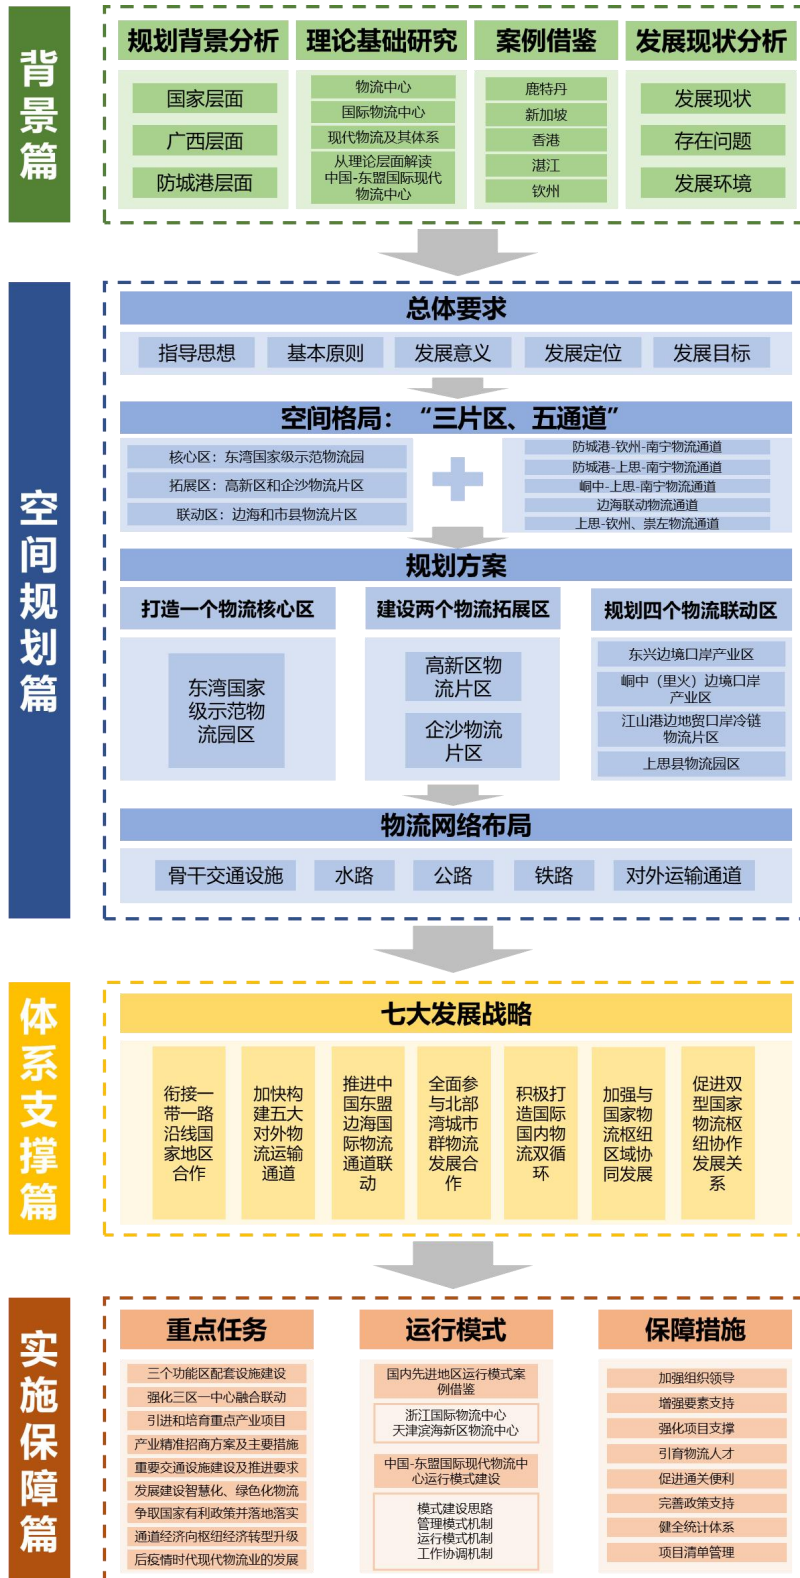 背景篇
规划背景分析
国家层面
广西层面
防城港层面
理论基础研究
物流中心
国际物流中心
现代物流及其体系
从理论层面解读
中国-东盟国际现代
物流中心
案例借鉴
鹿特丹
新加坡
香港
湛江
钦州
发展现状分析
发展现状
存在问题
发展环境
空间规划篇
总体要求
指导思想
基本原则
发展意义
发展定位
发展目标
空间格局：“三片区、五通道”
核心区：东湾国家级示范物流园
拓展区：高新区和企沙物流片区
联动区：边海和市县物流片区
防城港-钦州-南宁物流通道
防城港-上思-南宁物流通道
峒中-上思-南宁物流通道
边海联动物流通道
上思-钦州、崇左物流通道
规划方案
打造一个物流核心区
东湾国家
级示范物
流园区
建设两个物流拓展区
高新区物
流片区
企沙物流
片区
规划四个物流联动区
东兴边境口岸产业区
峒中（里火）边境口岸
产业区
江山港边地贸口岸冷链
物流片区
上思县物流园区
物流网络布局
骨干交通设施
水路
公路
铁路
对外运输通道
体系支撑篇
七大发展战略
衔接一
带一路
沿线国
家地区
合作
加快构
建五大
对外物
流运输
通道
推进中
国东盟
边海国
际物流
通道联
动
全面参
与北部
湾城市
群物流
发展合
作
积极打
造国际
国内物
流双循
环
加强与
国家物
流枢纽
区域协
同发展
促进双
型国家
物流枢
纽协作
发展关
系
实施保障篇
重点任务
三个功能区配套设施建设
强化三区一中心融合联动
引进和培育重点产业项目
产业精准招商方案及主要措施
重要交通设施建设及推进要求
发展建设智慧化、绿色化物流
争取国家有利政策并落地落实
通道经济向枢纽经济转型升级
后疫情时代现代物流业的发展
运行模式
国内先进地区运行模式案
例借鉴
浙江国际物流中心
天津滨海新区物流中心
中国-东盟国际现代物流中
心运行模式建设
模式建设思路
管理模式机制
运行模式机制
工作协调机制
保障措施
加强组织领导
增强要素支持
强化项目支撑
引育物流人才
促进通关便利
完善政策支持
健全统计体系
项目清单管理